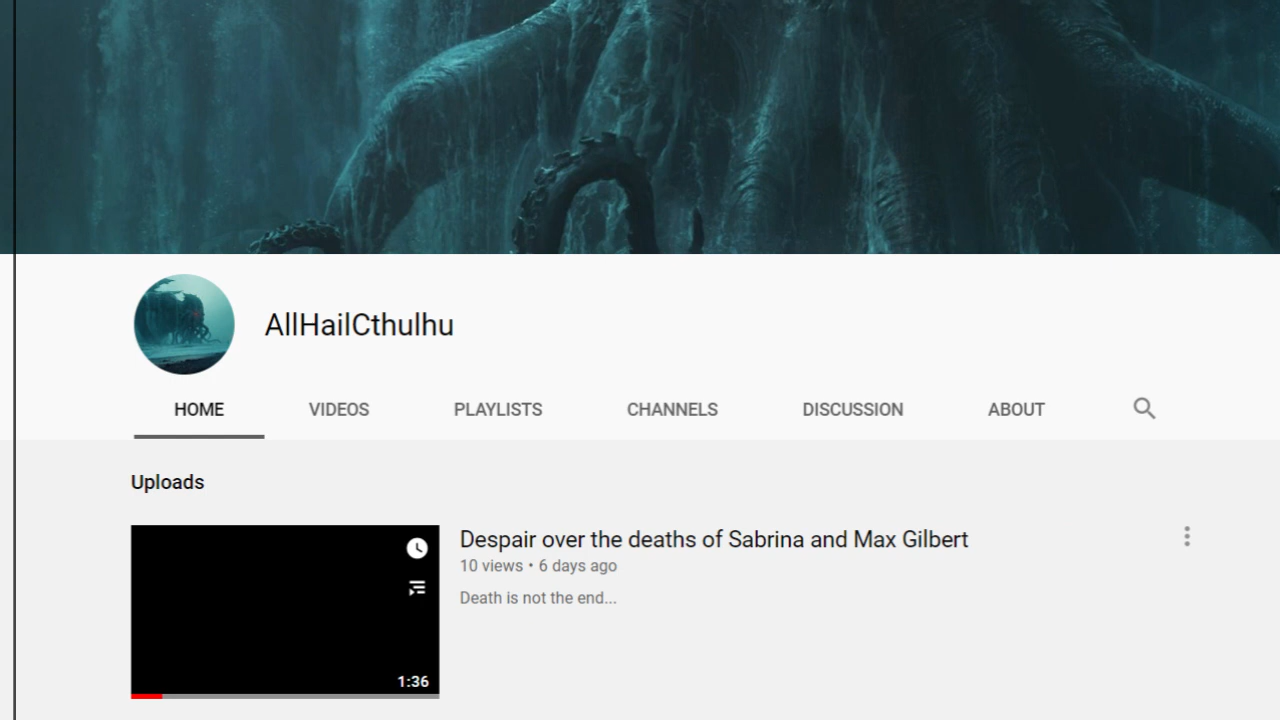 AllHailCthulhu
HOME VIDEOS PLAYLISTS CHANNELS DISCUSSION ABOUT
Uploads
Despair over the deaths of Sabrina and Max Gilbert
10 views • 6 days ago
Death is not the end...
1:36